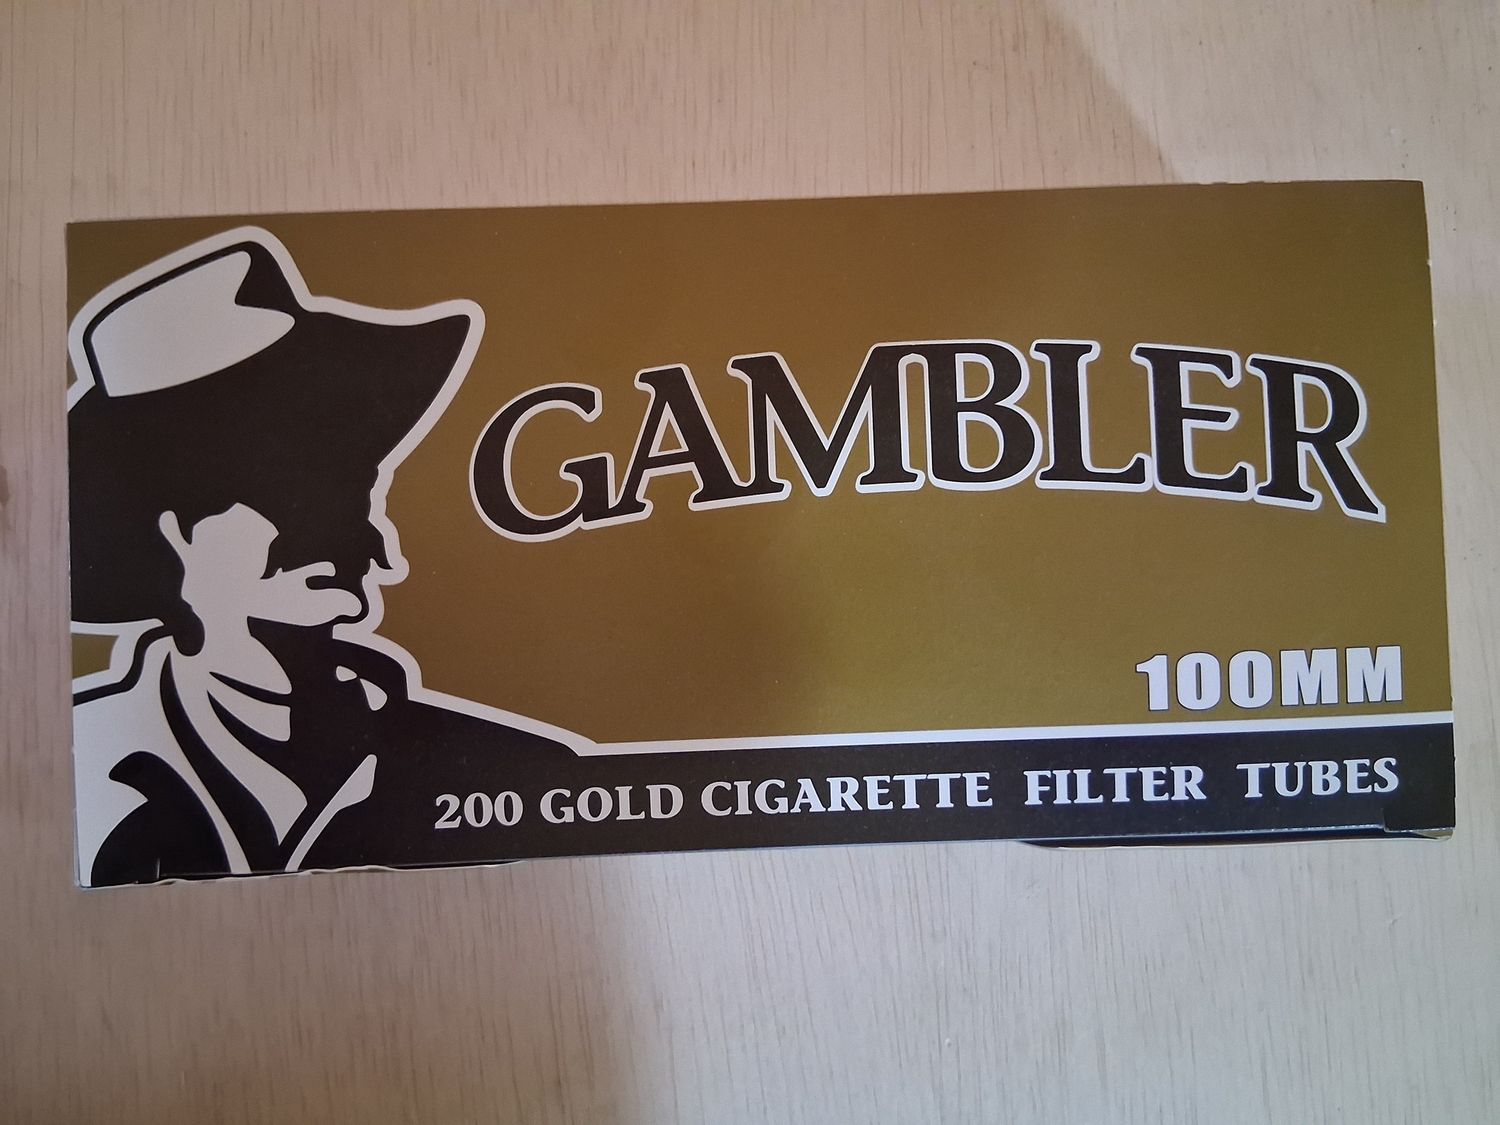 GAMBLER
100MM
200 GOLD CIGARETTE FILTER TUBES